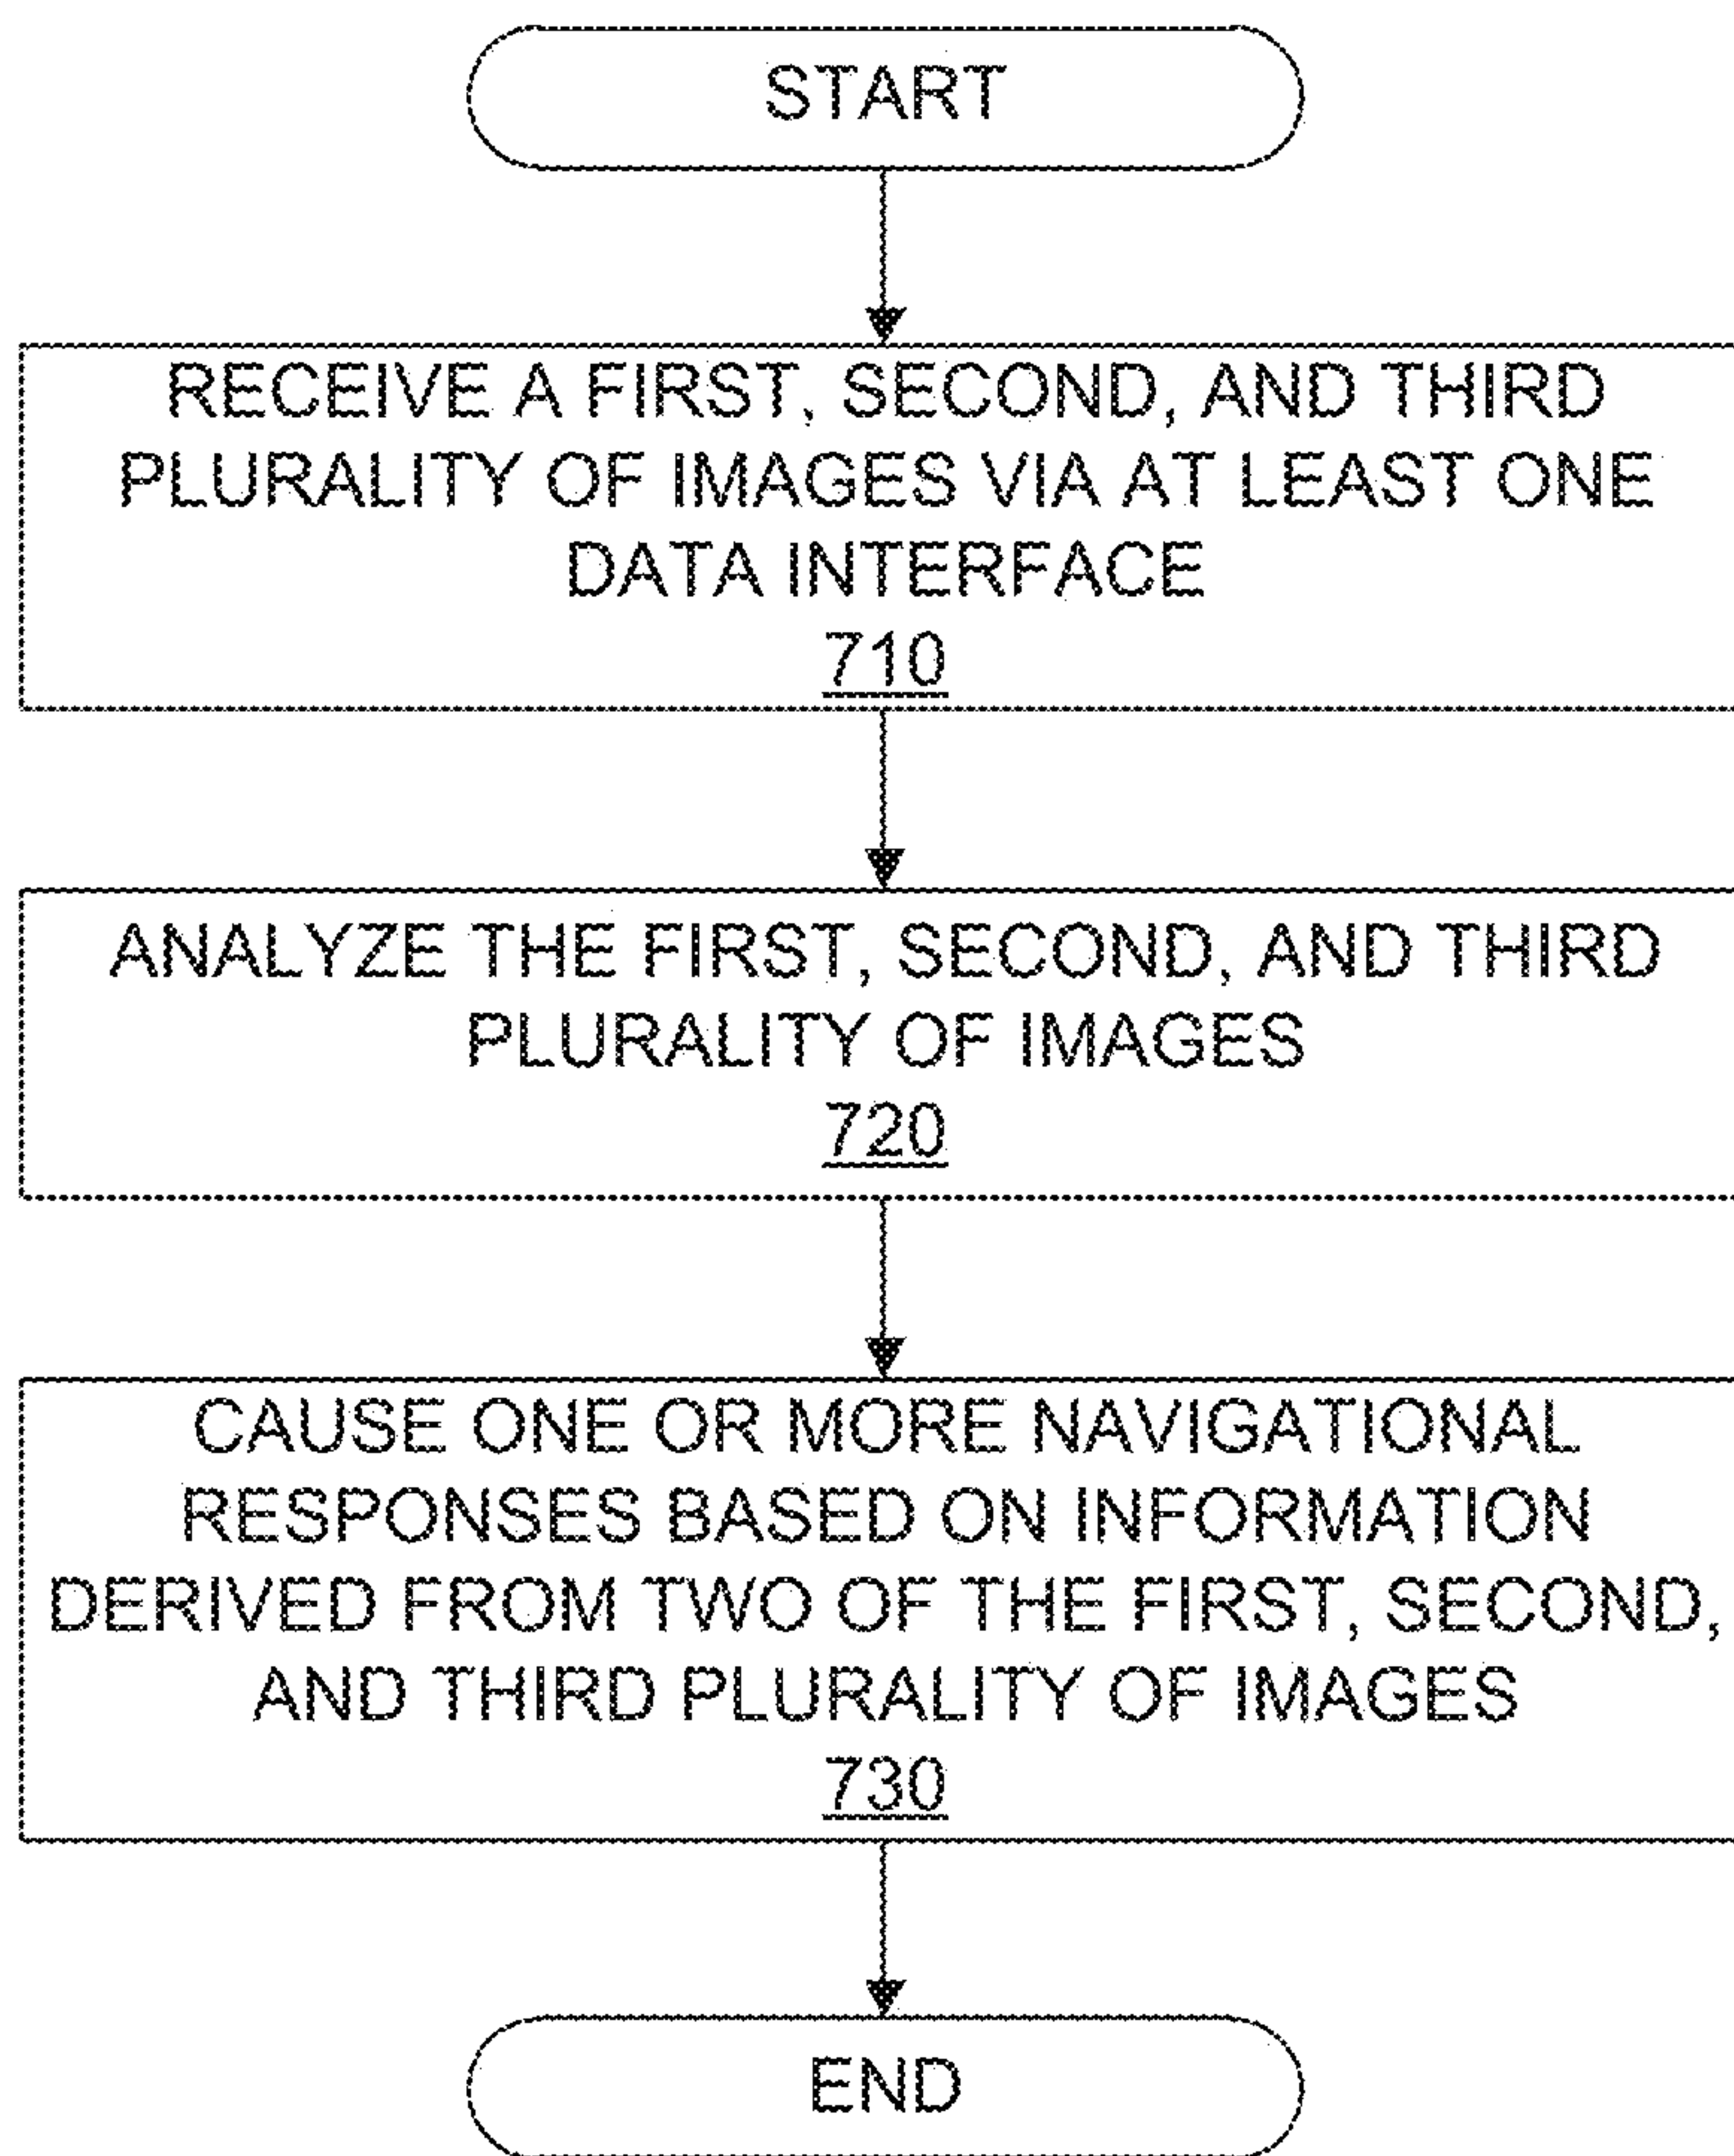 START
RECEIVE A FIRST, SECOND, AND THIRD
PLURALITY OF IMAGES VIA AT LEAST ONE
DATA INTERFACE
710
ANALYZE THE FIRST, SECOND, AND THIRD
PLURALITY OF IMAGES
720
CAUSE ONE OR MORE NAVIGATIONAL
RESPONSES BASED ON INFORMATION
DERIVED FROM TWO OF THE FIRST, SECOND,
AND THIRD PLURALITY OF IMAGES
730
END